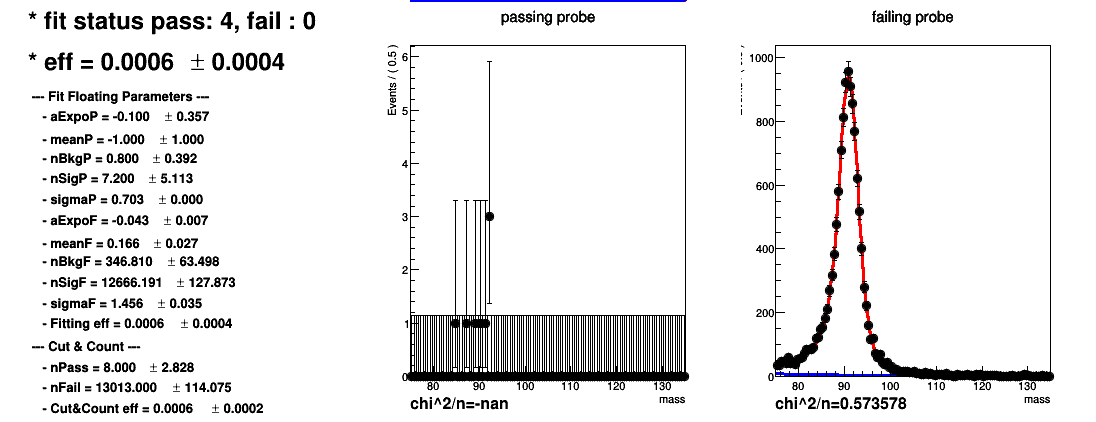 * fit status pass: 4, fail : 0
* eff = 0.0006 ± 0.0004
--- Fit Floating Parameters ---
- aExpoP = -0.100 ± 0.357
- meanP = -1.000 ± 1.000
- nBkgP = 0.800 ± 0.392
- nSigP = 7.200 ± 5.113
- sigmaP = 0.703 ± 0.000
- aExpoF = -0.043 ± 0.007
- meanF = 0.166 ± 0.027
- nBkgF = 346.810 ± 63.498
- nSigF = 12666.191 ± 127.873
- sigmaF = 1.456 ± 0.035
- Fitting eff = 0.0006 ± 0.0004
--- Cut & Count ---
- nPass = 8.000 ± 2.828
- nFail = 13013.000 ± 114.075
- Cut&Count eff = 0.0006 ± 0.0002
passing probe
Events / ( 0.5 )
6
5
4
3
2
1
0
80 90 100 110 120 130
mass
chi^2/n=-nan
failing probe
1000
800
600
400
200
0
80 90 100 110 120 130
mass
chi^2/n=0.573578